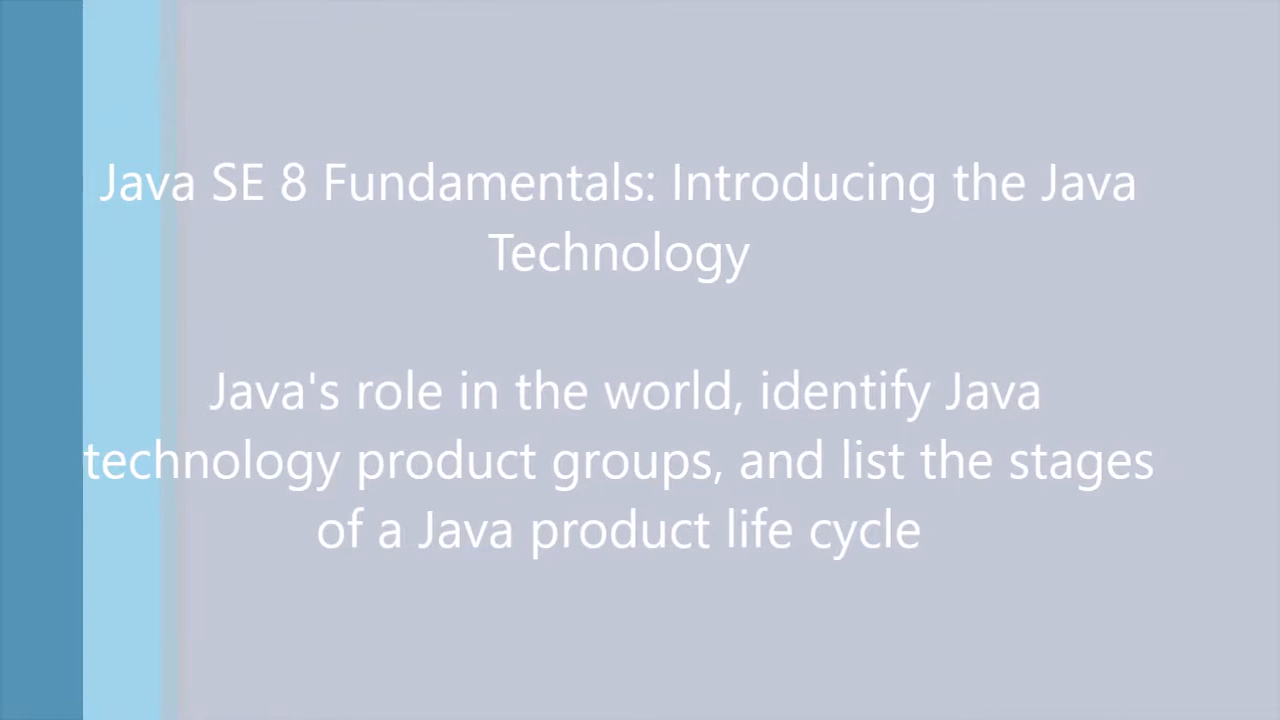 Java SE 8 Fundamentals: Introducing the Java
Technology
Java's role in the world, identify Java
technology product groups, and list the stages
of a Java product life cycle